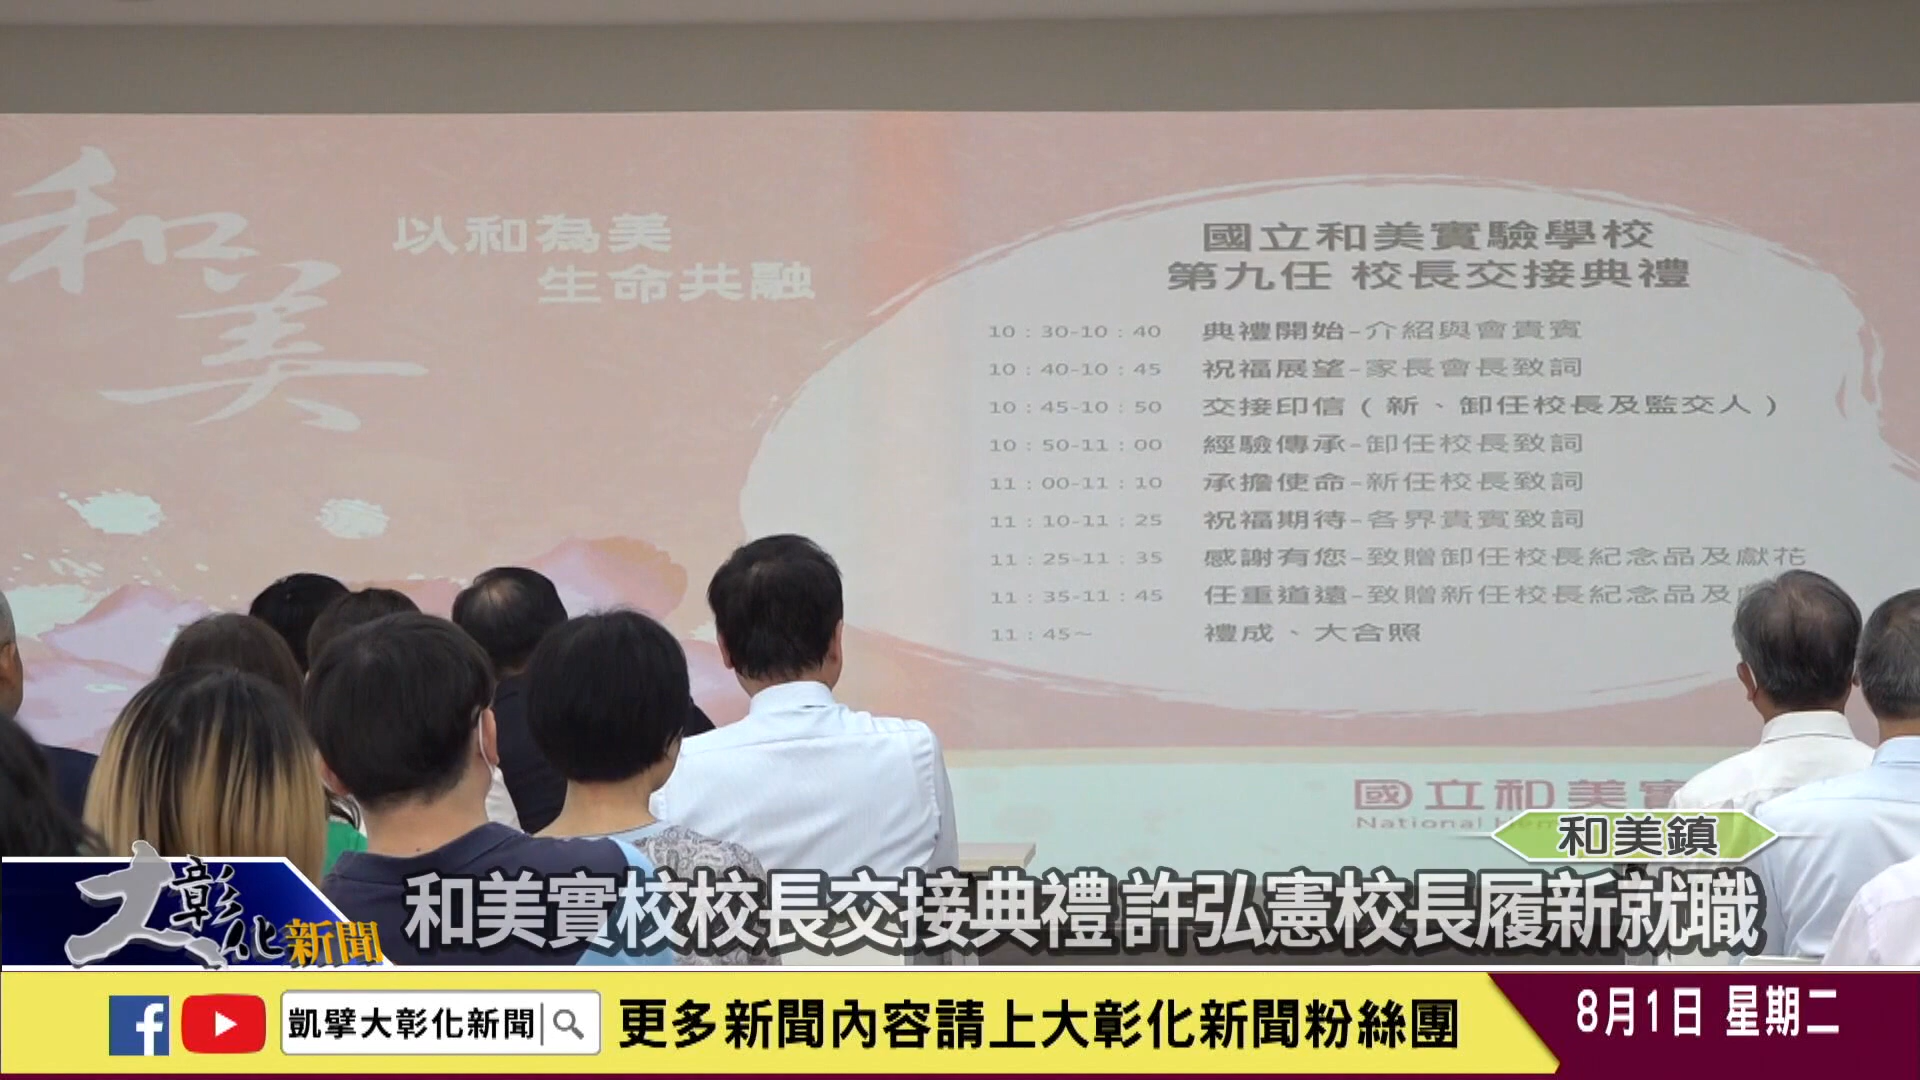 和美
以和為美
生命共融
國立和美實驗學校
第九任 校長交接典禮
10：30-10：40 典禮開始-介紹與會貴賓
10：40-10：45 祝福展望-家長會長致詞
10：45-10：50 交接印信（新、卸任校長及監交人）
10：50-11：00 經驗傳承-卸任校長致詞
11：00-11：10 承擔使命-新任校長致詞
11：10-11：25 祝福期待-各界貴賓致詞
11：25-11：35 感謝有您-致贈卸任校長紀念品及獻花
11：35-11：45 任重道遠-致贈新任校長紀念品及
11：45~ 禮成、大合照
國立和美實
National
和美鎮
大彰化新聞
和美實校校長交接典禮 許弘憲校長履新就職
凱擘大彰化新聞
更多新聞內容請上大彰化新聞粉絲團
8月1日 星期二